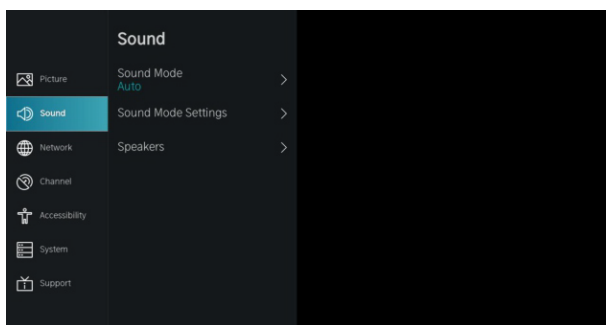 Sound
Picture
Sound
Network
Channel
Accessibility
System
Support
Sound Mode
Auto
Sound Mode Settings
Speakers